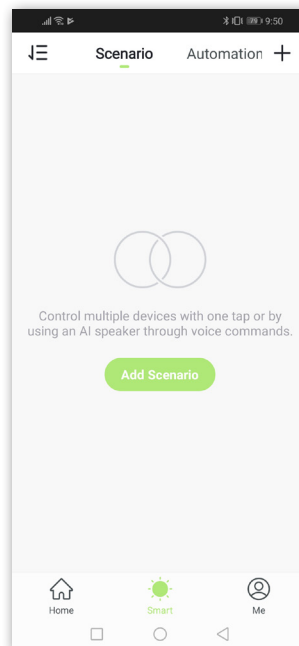 9:50
Scenario
Automation
Control multiple devices with one tap or by
using an AI speaker through voice commands.
Add Scenario
Home
Smart
Me